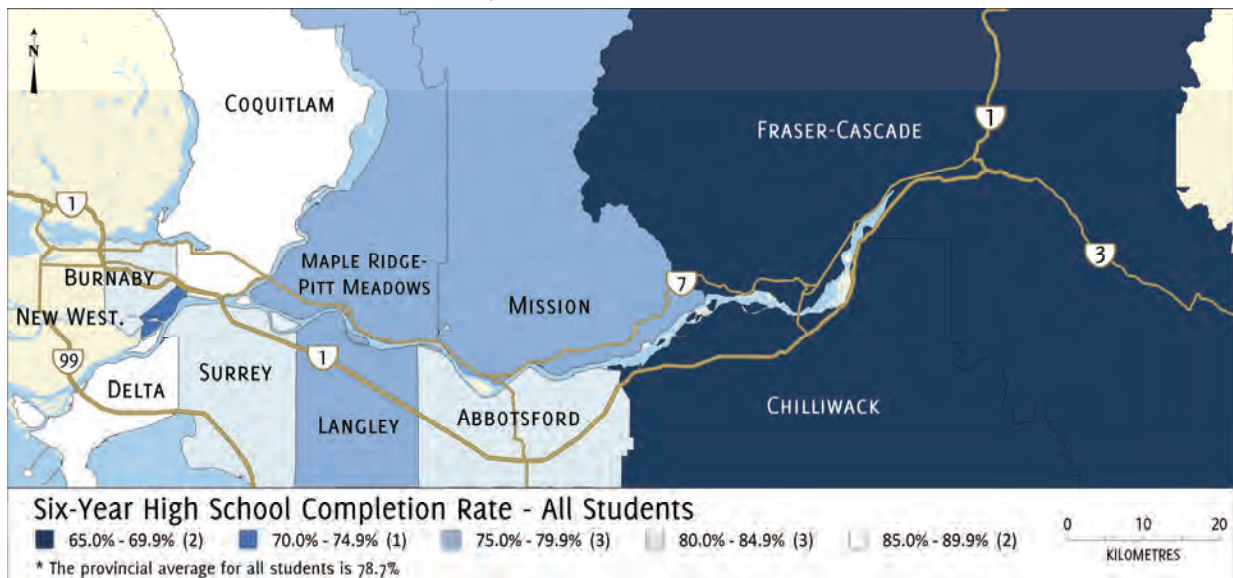 N
COQUITLAM
FRASER-CASCADE
1
1
BURNABY
MAPLE RIDGE-
PITT MEADOWS
7
3
NEW WEST.
MISSION
99
1
SURREY
DELTA
LANGLEY
ABBOTSFORD
CHILLIWACK
Six-Year High School Completion Rate - All Students
65.0% - 69.9% (2) 70.0% - 74.9% (1) 75.0% - 79.9% (3) 80.0% - 84.9% (3) 85.0% - 89.9% (2)
* The provincial average for all students is 78.7%
0 10 20
KILOMETRES